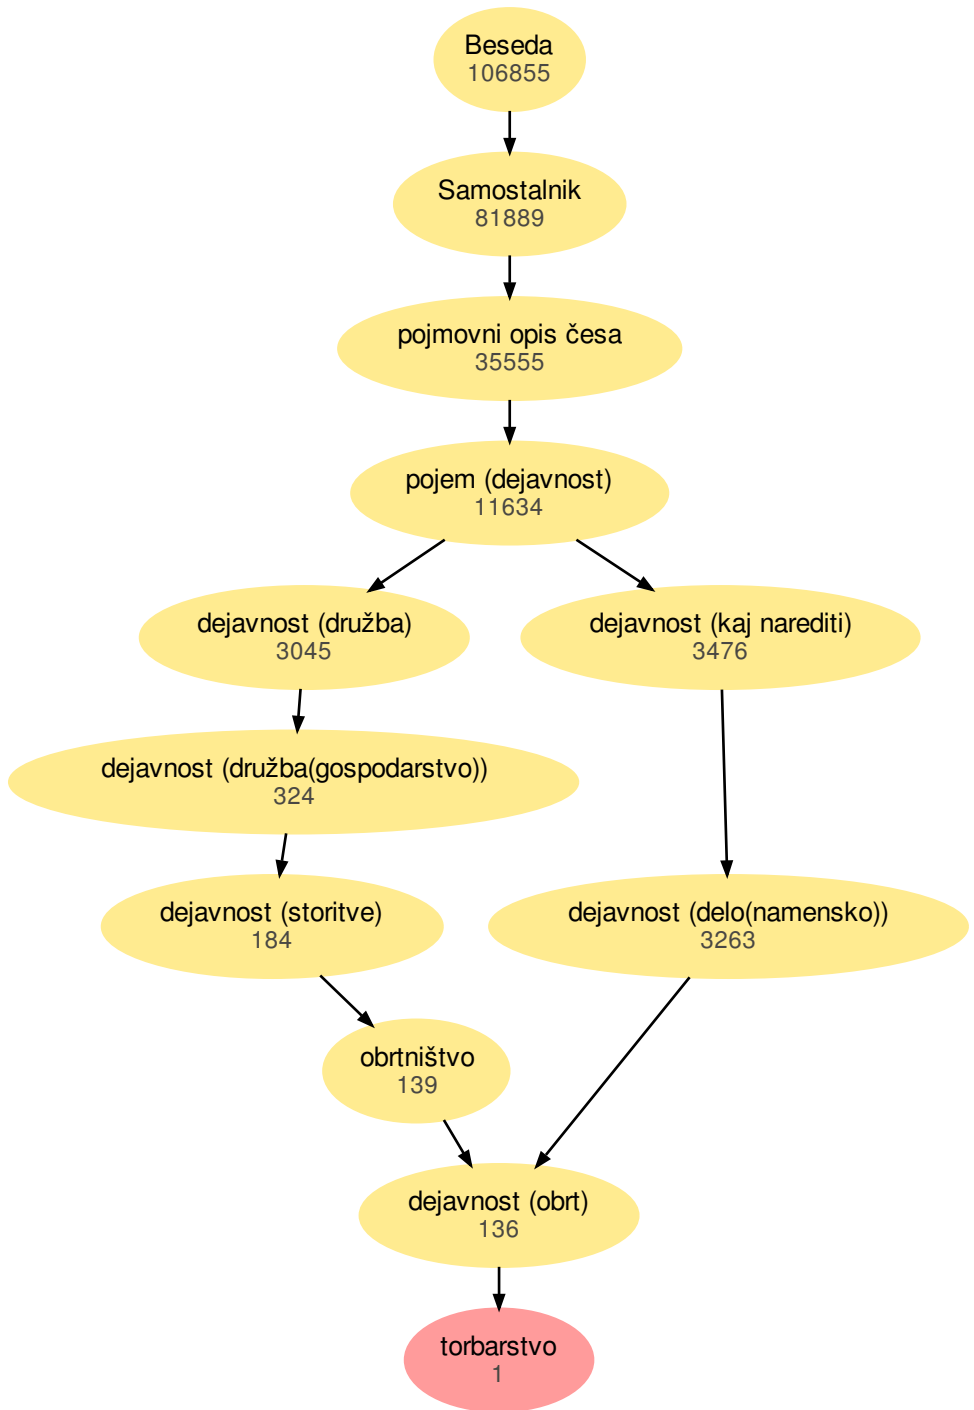 Beseda
106855
Samostalnik
81889
pojmovni opis česa
35555
pojem (dejavnost)
11634
dejavnost (družba)
3045
dejavnost (kaj narediti)
3476
dejavnost (družba(gospodarstvo))
324
dejavnost (storitve)
184
dejavnost (delo(namensko))
3263
obrtništvo
139
dejavnost (obrt)
136
torbarstvo
1